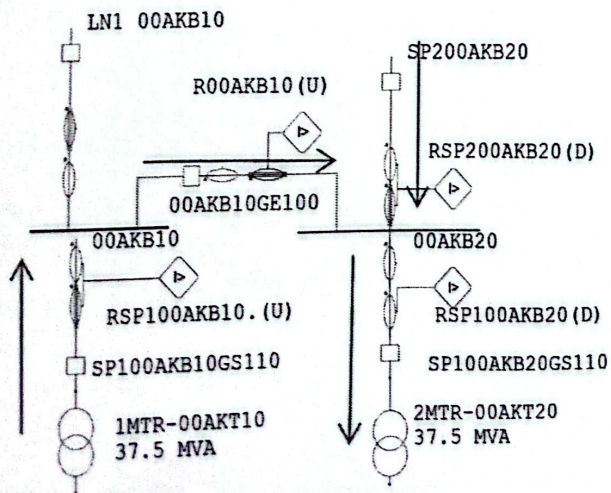 LN1 00AKB10
SP200AKB20
R00AKB10(U)
RSP200AKB20(D)
00AKB10GE100
00AKB10
00AKB20
RSP100AKB10.(U)
RSP100AKB20(D)
SP100AKB10GS110
SP100AKB20GS110
1MTR-00AKT10
37.5 MVA
2MTR-00AKT20
37.5 MVA